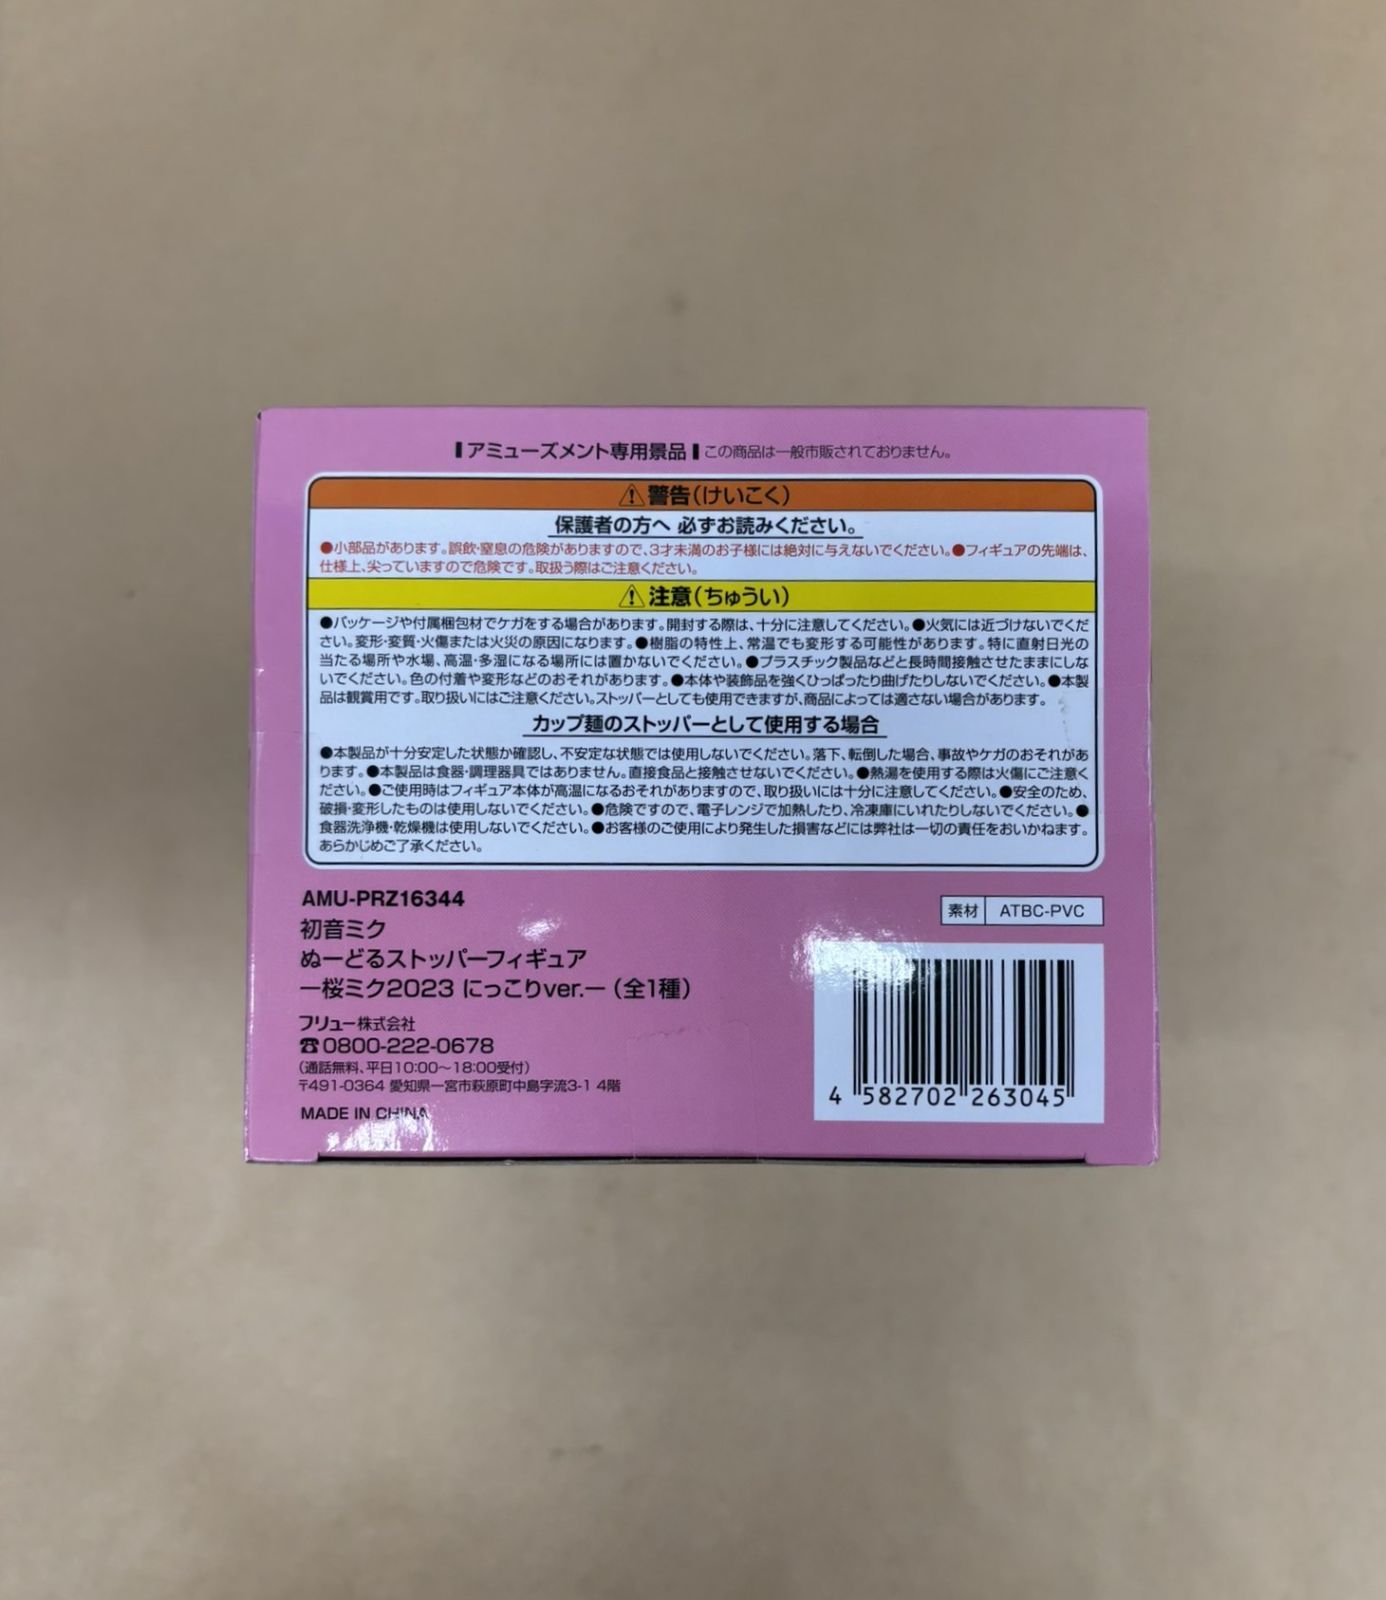 アミューズメント専用景品 この商品は一般市販されておりません。
⚠警告(けいこく)
保護者の方へ 必ずお読みください。
●小部品があります。誤飲・窒息の危険がありますので、3才未満のお子様には絶対に与えないでください。●フィギュアの先端は、
仕様上、尖っていますので危険です。取扱う際はご注意ください。
⚠注意(ちゅうい)
●パッケージや付属梱包材でケガをする場合があります。開封する際は、十分に注意してください。●火気には近づけないでくだ
さい。変形・変質・火傷または火災の原因になります。●樹脂の特性上、常温でも変形する可能性があります。特に直射日光の
当たる場所や水場、高温・多湿になる場所には置かないでください。●プラスチック製品などと長時間接触させたままにしな
いでください。色の付着や変形などのおそれがあります。●本体や装飾品を強くひっぱったり曲げたりしないでください。●本製
品は観賞用です。取り扱いにはご注意ください。ストッパーとしても使用できますが、商品によっては適さない場合があります。
カップ麺のストッパーとして使用する場合
●本製品が十分安定した状態か確認し、不安定な状態では使用しないでください。落下、転倒した場合、事故やケガのおそれがあり
ます。●本製品は食器・調理器具ではありません。直接食品と接触させないでください。●熱湯を使用する際は火傷にご注意く
ださい。●ご使用時はフィギュア本体が高温になるおそれがありますので、取り扱いには十分に注意してください。●安全のため、
破損・変形したものは使用しないでください。●危険ですので、電子レンジで加熱したり、冷凍庫にいれたりしないでください。●
食器洗浄機・乾燥機は使用しないでください。●お客様のご使用により発生した損害などには弊社は一切の責任をおいかねます。
あらかじめご了承ください。
AMU-PRZ16344
初音ミク
ぬーどるストッパーフィギュア
ー桜ミク2023 にっこりver.ー (全1種)
フリュー株式会社
☎0800-222-0678
(通話無料、平日10:00～18:00受付)
〒491-0364 愛知県一宮市萩原町中島字流3-1 4階
MADE IN CHINA
素材 ATBC-PVC
4 582702 263045